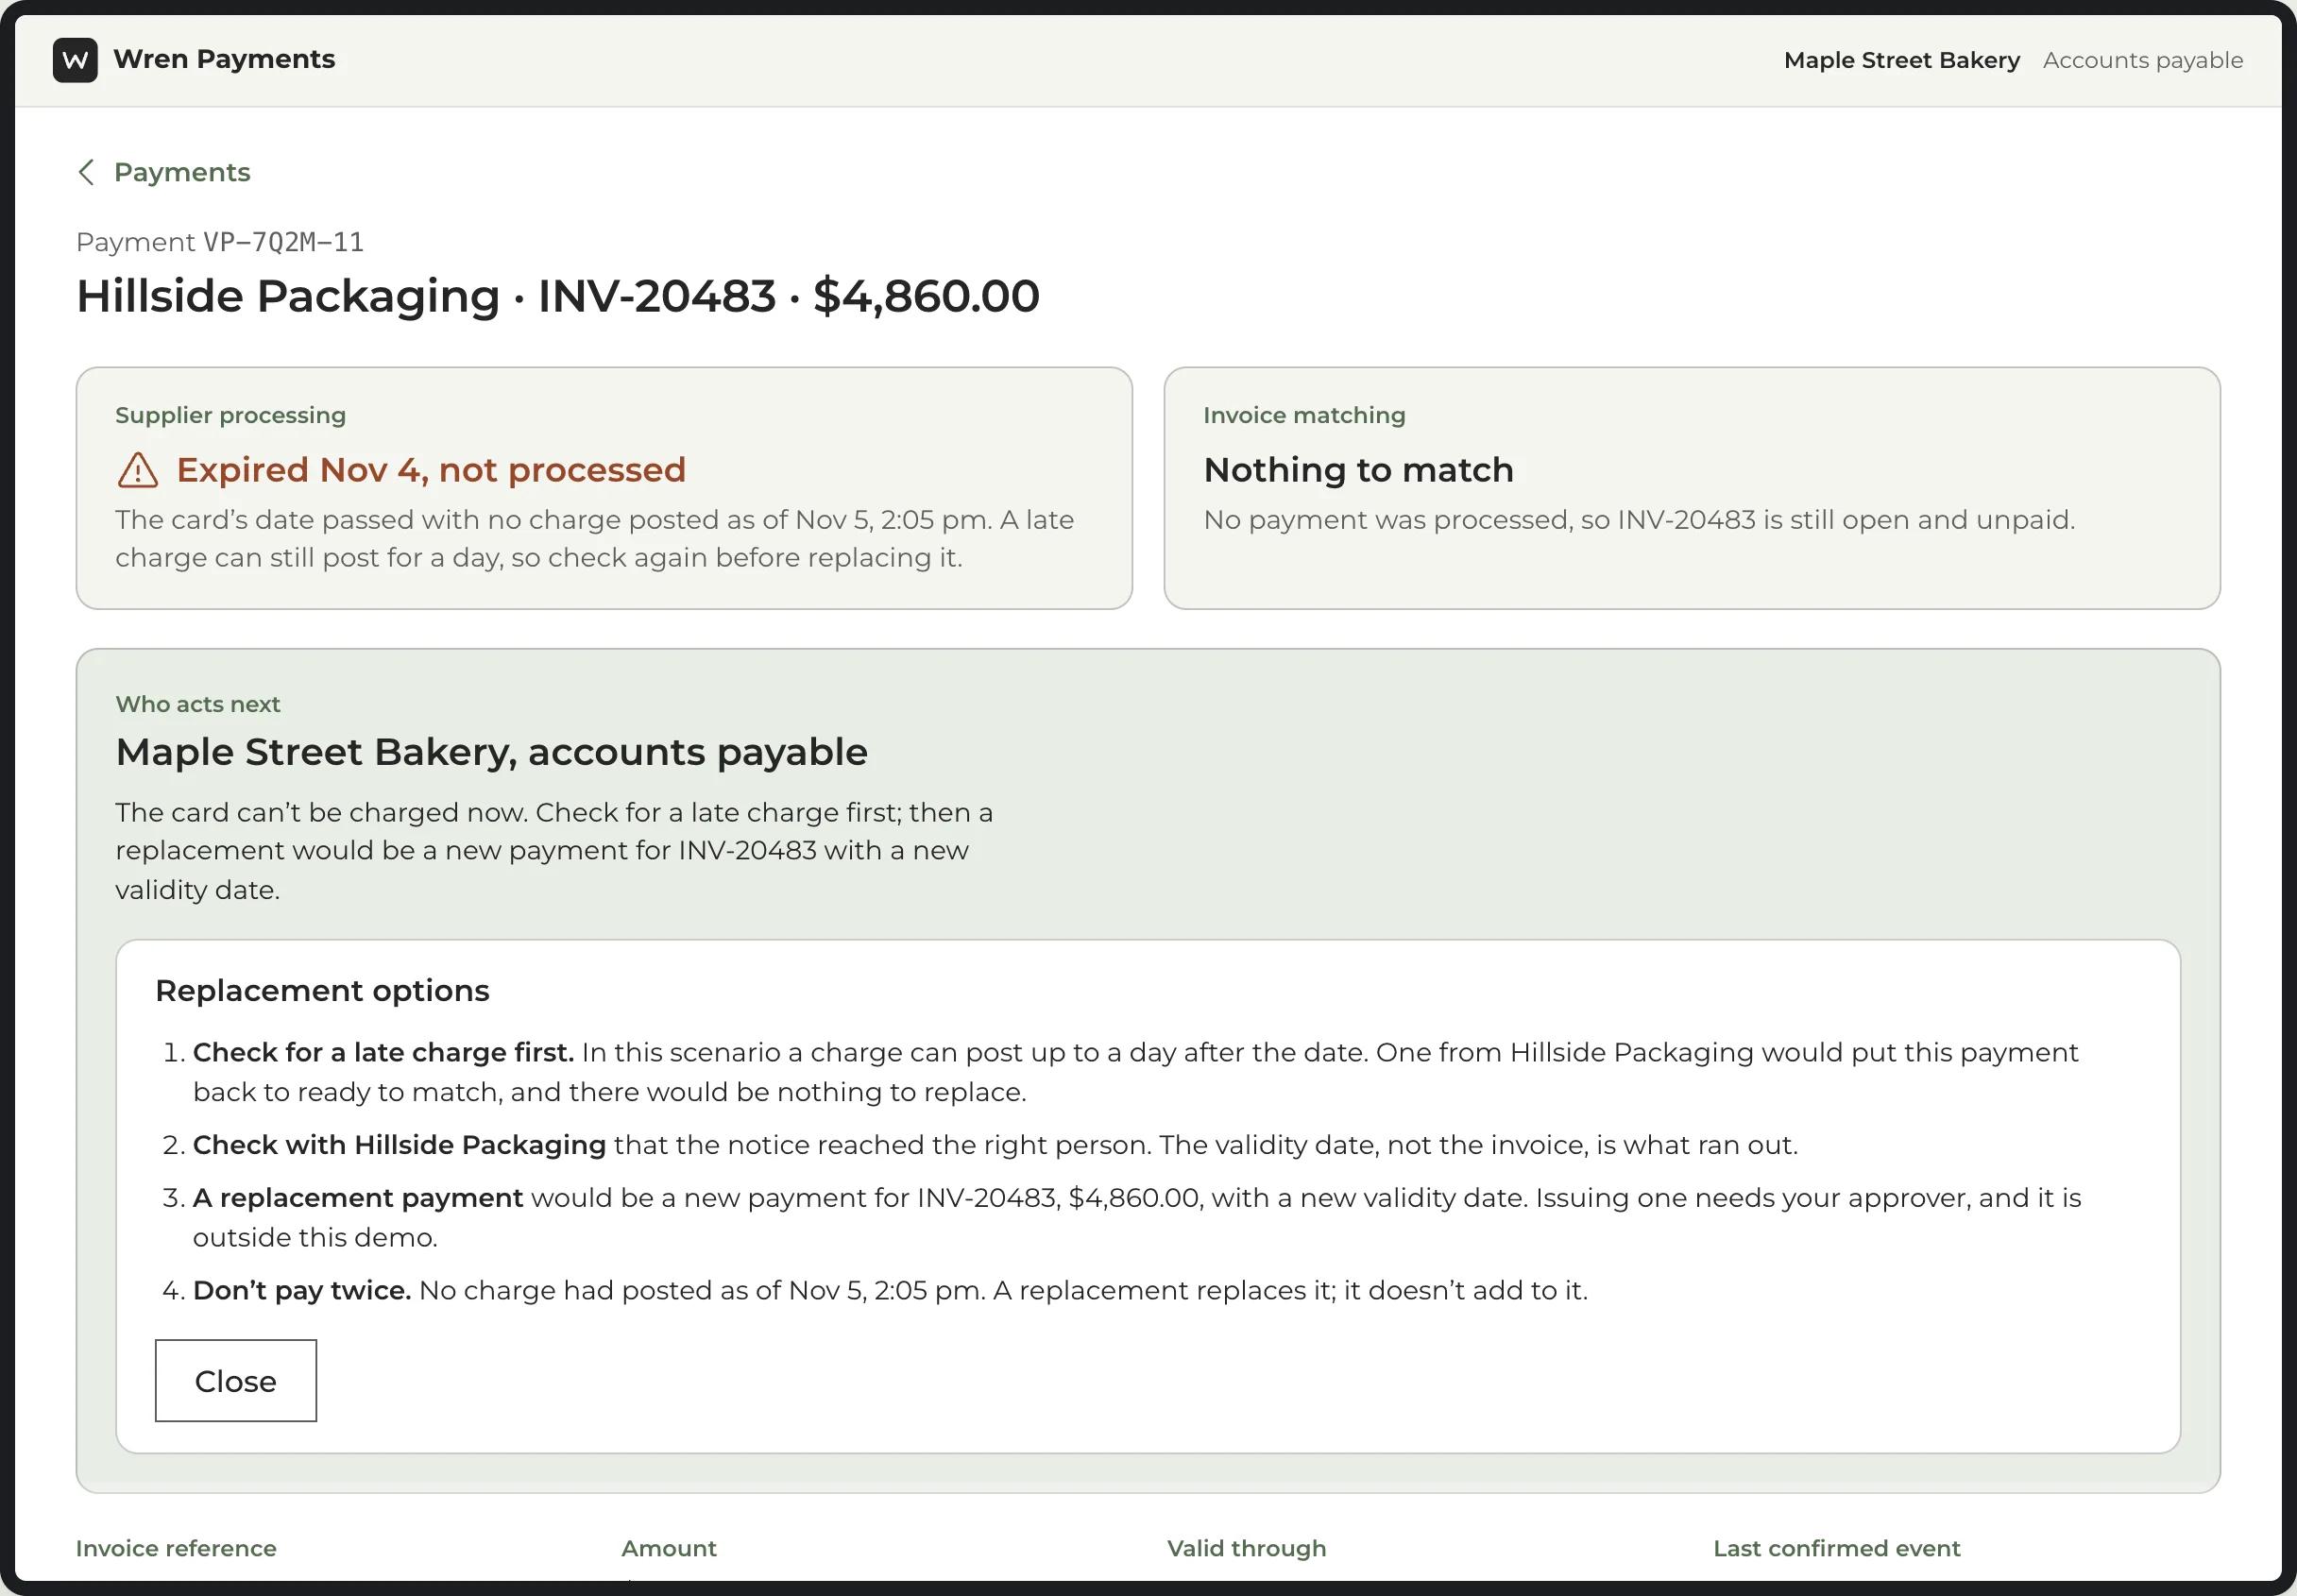 W Wren Payments
Maple Street Bakery Accounts payable
Payments
Payment VP-7Q2M-11
Hillside Packaging · INV-20483 · $4,860.00
Supplier processing
Expired Nov 4, not processed
The card’s date passed with no charge posted as of Nov 5, 2:05 pm. A late
charge can still post for a day, so check again before replacing it.
Invoice matching
Nothing to match
No payment was processed, so INV-20483 is still open and unpaid.
Who acts next
Maple Street Bakery, accounts payable
The card can’t be charged now. Check for a late charge first; then a
replacement would be a new payment for INV-20483 with a new
validity date.
Replacement options
1. Check for a late charge first. In this scenario a charge can post up to a day after the date. One from Hillside Packaging would put this payment
back to ready to match, and there would be nothing to replace.
2. Check with Hillside Packaging that the notice reached the right person. The validity date, not the invoice, is what ran out.
3. A replacement payment would be a new payment for INV-20483, $4,860.00, with a new validity date. Issuing one needs your approver, and it is
outside this demo.
4. Don’t pay twice. No charge had posted as of Nov 5, 2:05 pm. A replacement replaces it; it doesn’t add to it.
Close
Invoice reference
Amount
Valid through
Last confirmed event